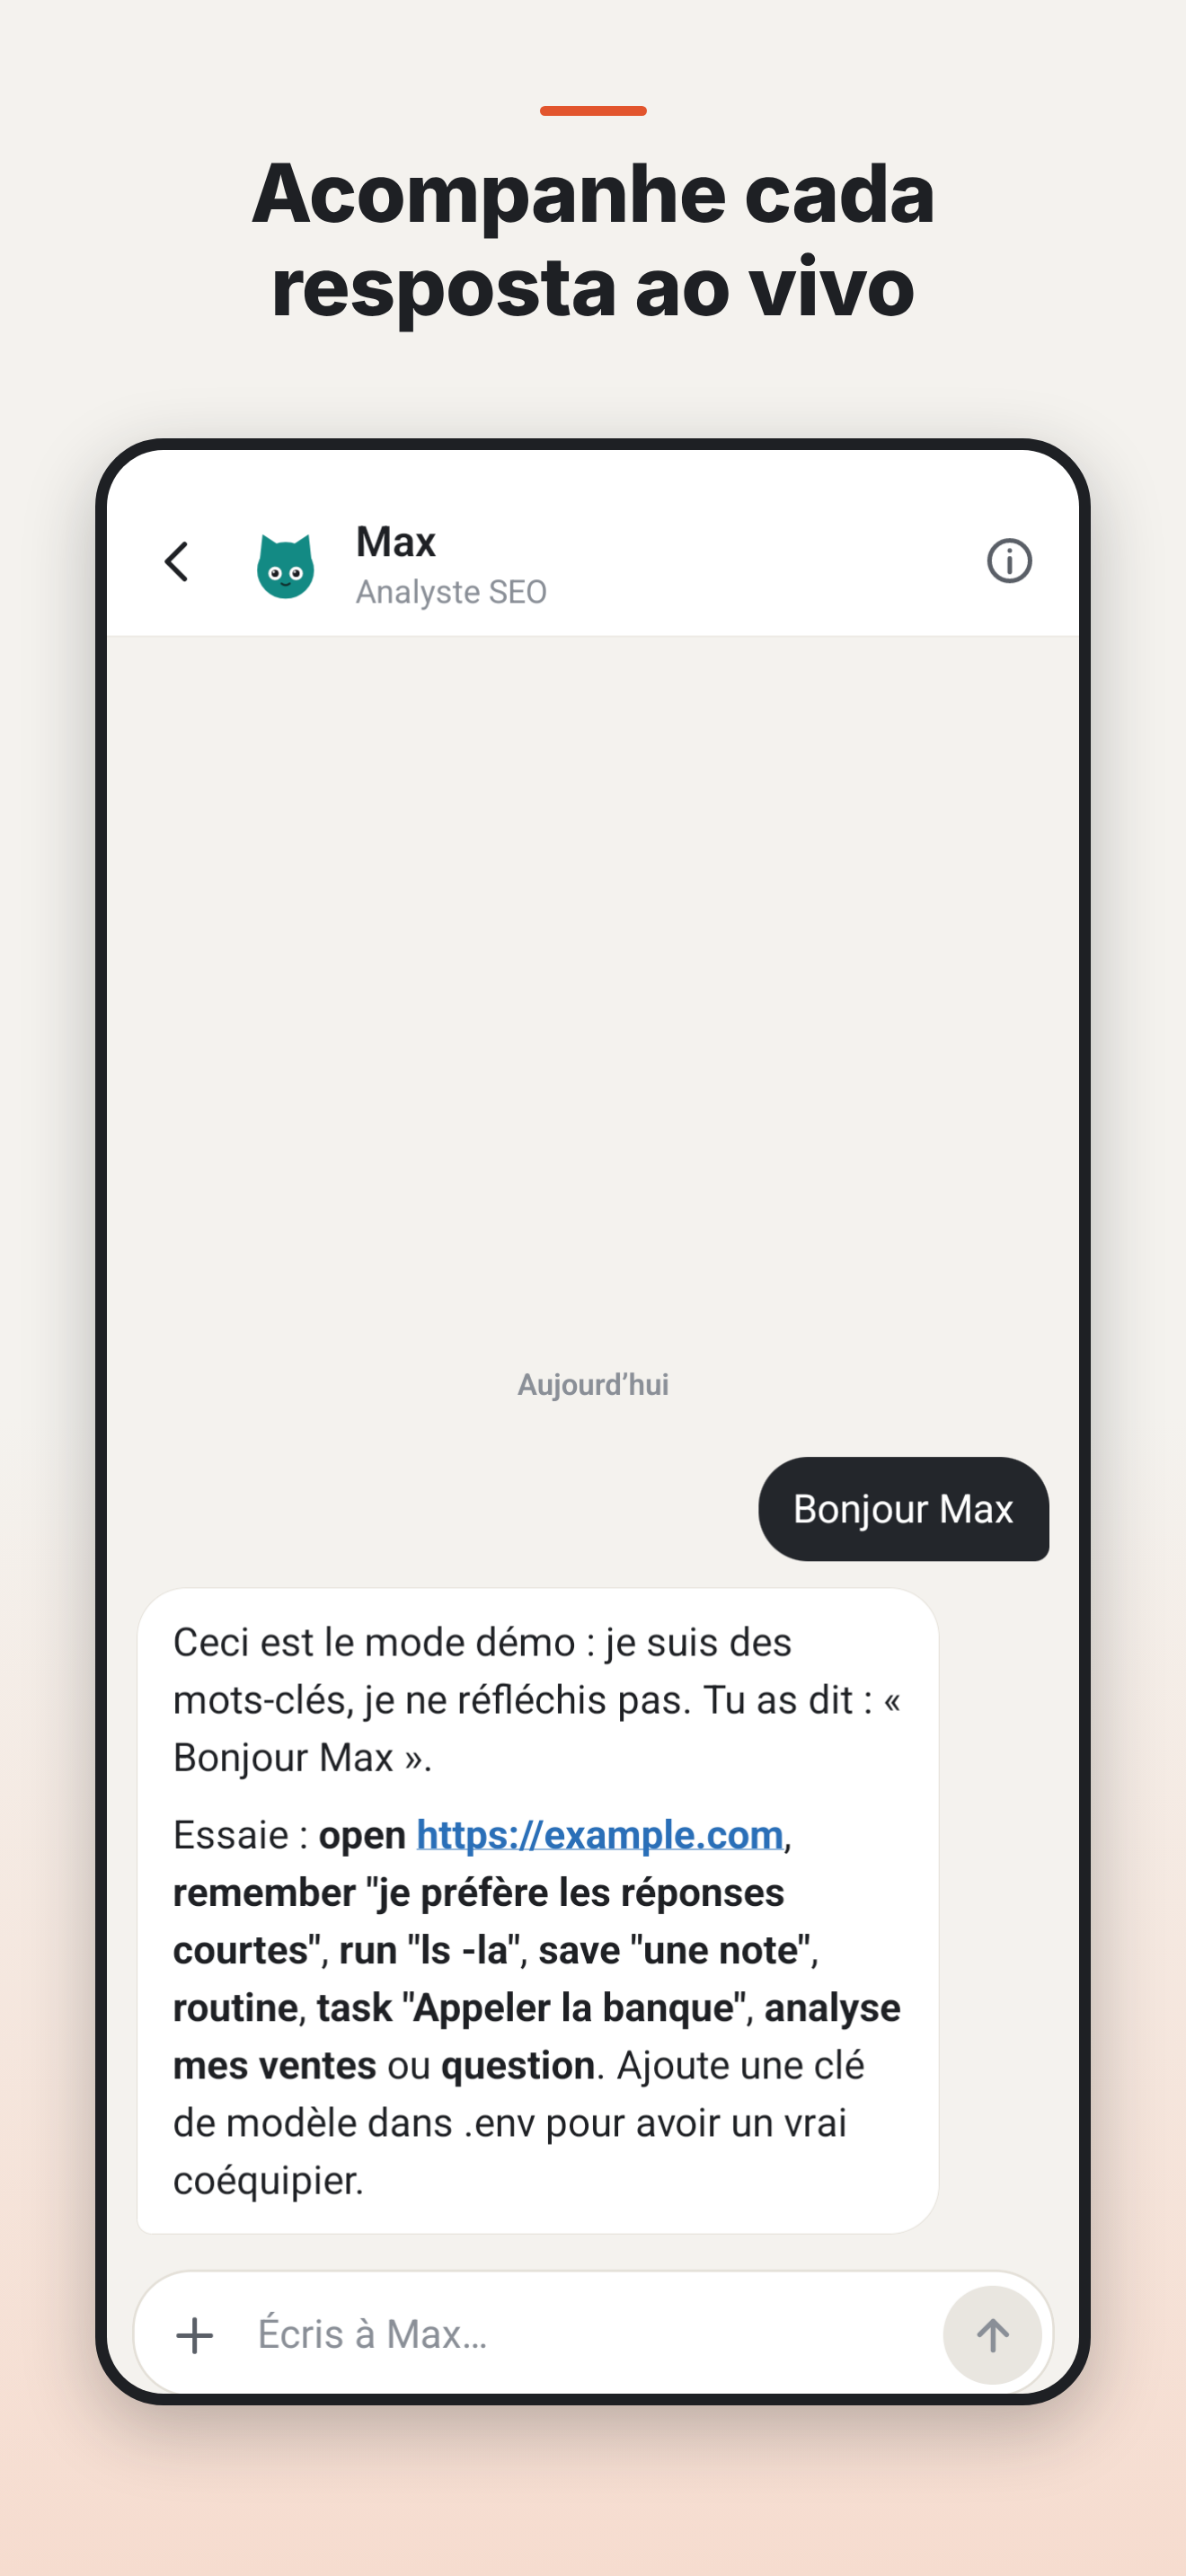 Acompanhe cada
resposta ao vivo
Max
Analyste SEO
Aujourd’hui
Bonjour Max
Ceci est le mode démo : je suis des
mots-clés, je ne réfléchis pas. Tu as dit : «
Bonjour Max ».
Essaie : open https://example.com,
remember "je préfère les réponses
courtes", run "ls -la", save "une note",
routine, task "Appeler la banque", analyse
mes ventes ou question. Ajoute une clé
de modèle dans .env pour avoir un vrai
coéquipier.
Écris à Max…